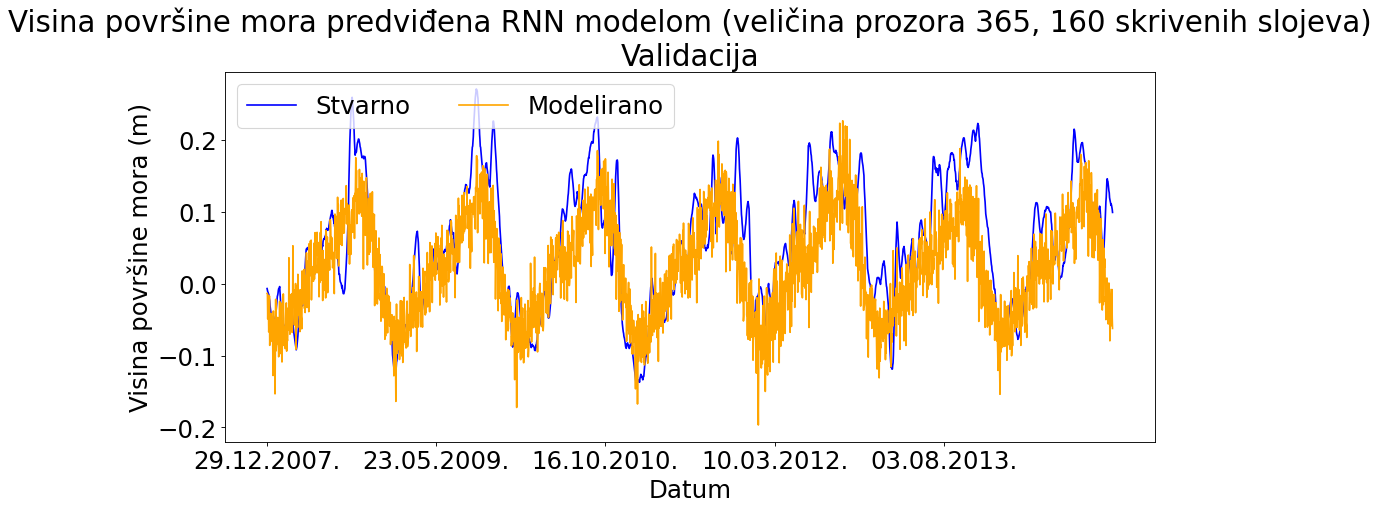 Visina površine mora predviđena RNN modelom (veličina prozora 365, 160 skrivenih slojeva)
Validacija
Stvarno Modelirano
Visina površine mora (m)
0.2
0.1
0.0
−0.1
−0.2
29.12.2007. 23.05.2009. 16.10.2010. 10.03.2012. 03.08.2013.
Datum